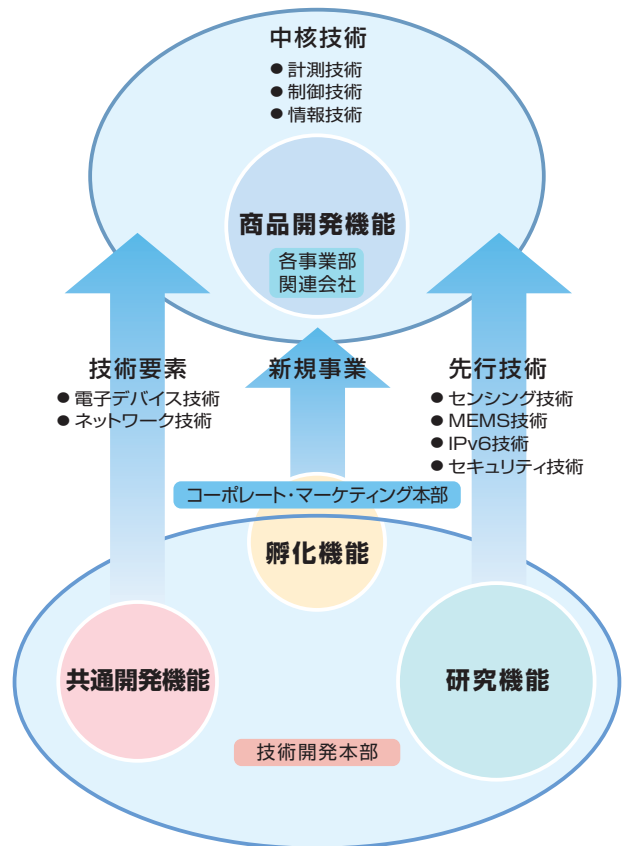 中核技術
● 計測技術
● 制御技術
● 情報技術
商品開発機能
各事業部
関連会社
技術要素
● 電子デバイス技術
● ネットワーク技術
新規事業
先行技術
● センシング技術
● MEMS技術
● IPv6技術
● セキュリティ技術
コーポレート・マーケティング本部
孵化機能
共通開発機能
研究機能
技術開発本部